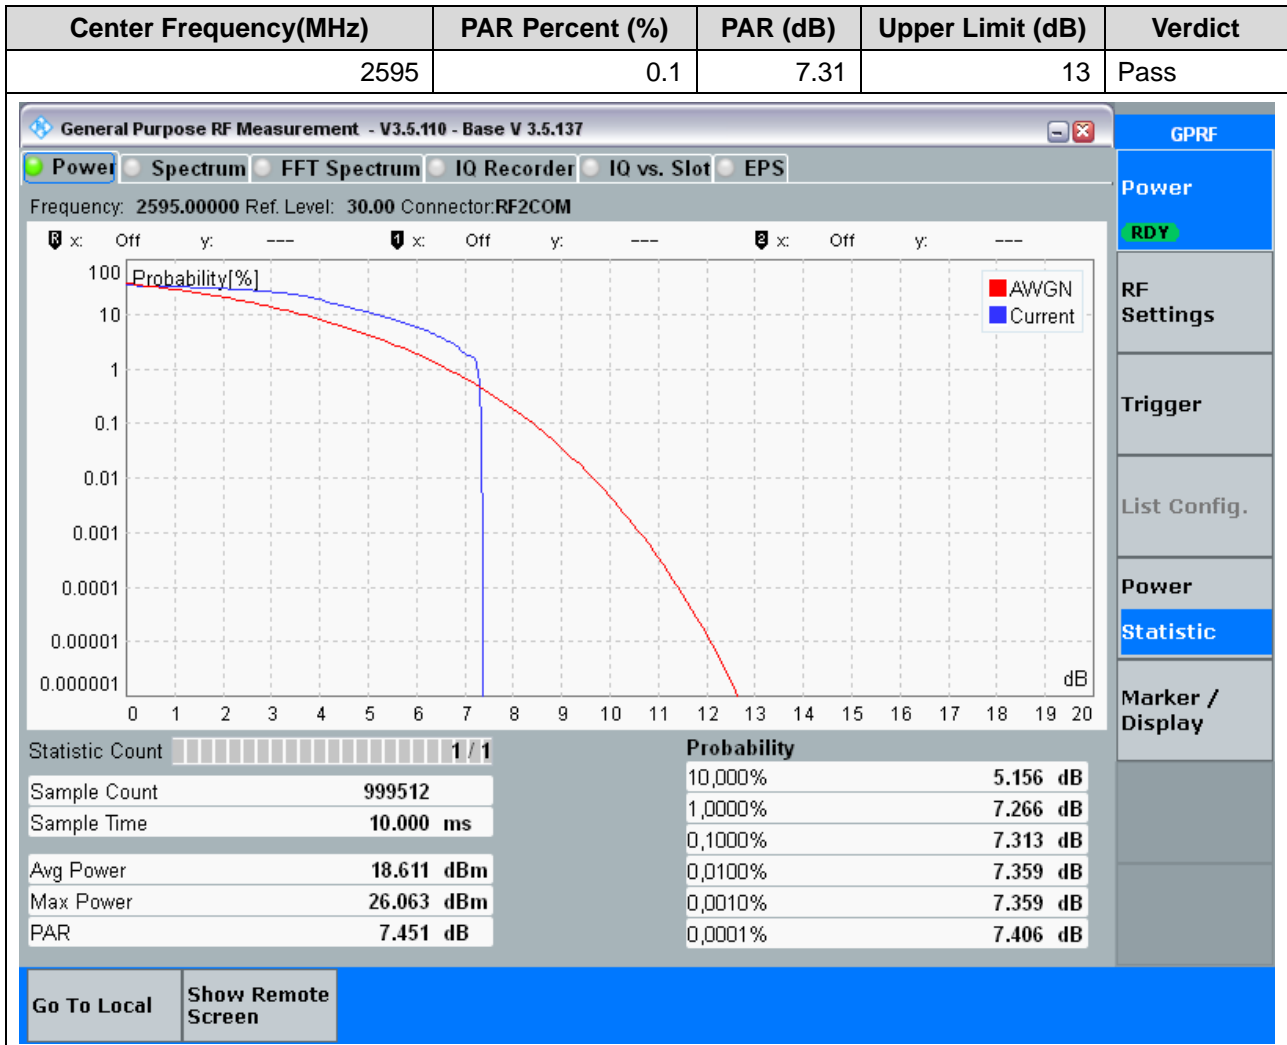 Center Frequency(MHz) PAR Percent (%) PAR (dB) Upper Limit (dB) Verdict
2595 0.1 7.31 13 Pass
General Purpose RF Measurement - V3.5.110 - Base V 3.5.137
GPRF
Power Spectrum FFT Spectrum IQ Recorder IQ vs. Slot EPS
Power
RDY
Frequency: 2595.00000 Ref. Level: 30.00 Connector:RF2COM
R x: Off y: --- 1 x: Off y: --- 2 x: Off y: ---
Probability[%]
AWGN
Current
100
10
1
0.1
0.01
0.001
0.0001
0.00001
0.000001
dB
0 1 2 3 4 5 6 7 8 9 10 11 12 13 14 15 16 17 18 19 20
RF
Settings
Trigger
List Config.
Power
Statistic
Marker /
Display
Statistic Count 1 / 1
Sample Count 999512
Sample Time 10.000 ms
Avg Power 18.611 dBm
Max Power 26.063 dBm
PAR 7.451 dB
Probability
10,000% 5.156 dB
1,0000% 7.266 dB
0,1000% 7.313 dB
0,0100% 7.359 dB
0,0010% 7.359 dB
0,0001% 7.406 dB
Go To Local
Show Remote
Screen